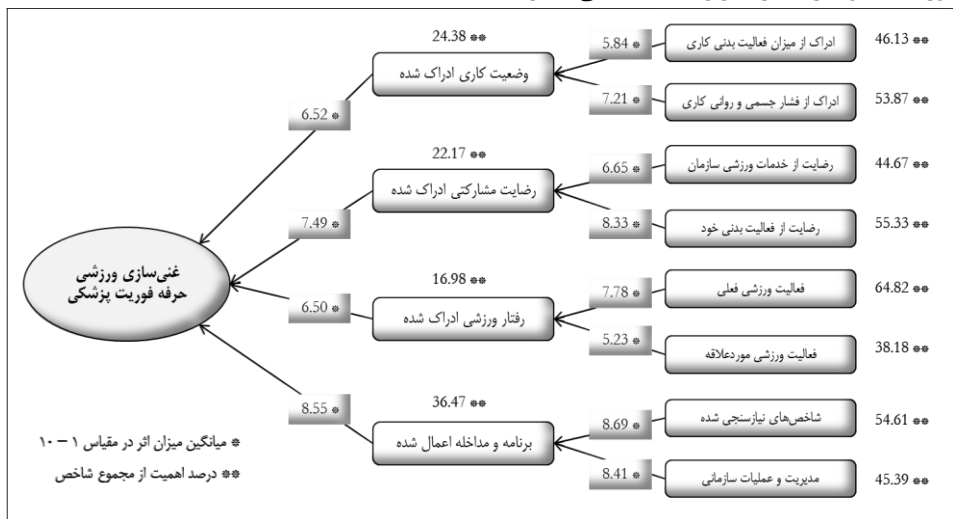 46.13 **
ادراک از میزان فعالیت بدنی کاری
5.84 *
24.38 **
وضعیت کاری ادراک شده
53.87 **
ادراک از فشار جسمی و روانی کاری
7.21 *
6.52 *
44.67 **
رضایت از خدمات ورزشی سازمان
6.65 *
22.17 **
رضایت مشارکتی ادراک شده
55.33 **
رضایت از فعالیت بدنی خود
8.33 *
7.49 *
غنی‌سازی ورزشی
حرفه فوریت پزشکی
64.82 **
فعالیت ورزشی فعلی
7.78 *
16.98 **
رفتار ورزشی ادراک شده
6.50 *
38.18 **
فعالیت ورزشی موردعلاقه
5.23 *
54.61 **
شاخص‌های نیازسنجی شده
8.69 *
36.47 **
برنامه و مداخله اعمال شده
8.55 *
45.39 **
مدیریت و عملیات سازمانی
8.41 *
* میانگین میزان اثر در مقیاس ۱ – ۱۰
** درصد اهمیت از مجموع شاخص